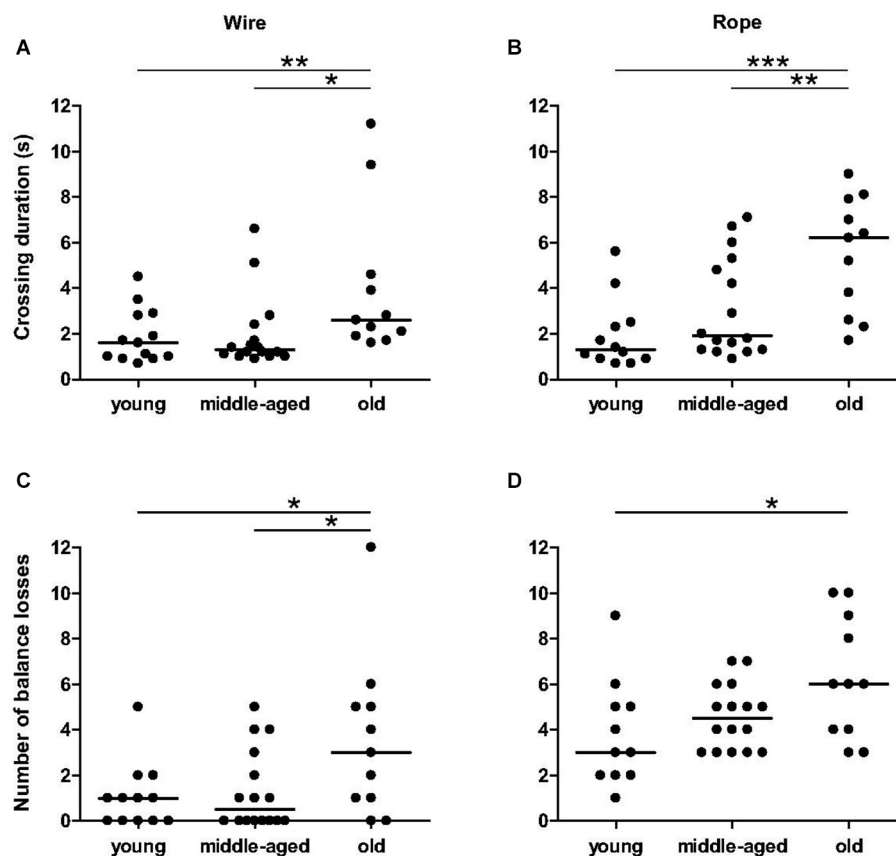 Wire
Rope
A
**
*
Crossing duration (s)
12
10
8
6
4
2
0
young middle-aged old
B
***
**
12
10
8
6
4
2
0
young middle-aged old
C
*
*
Number of balance losses
12
10
8
6
4
2
0
young middle-aged old
D
*
12
10
8
6
4
2
0
young middle-aged old